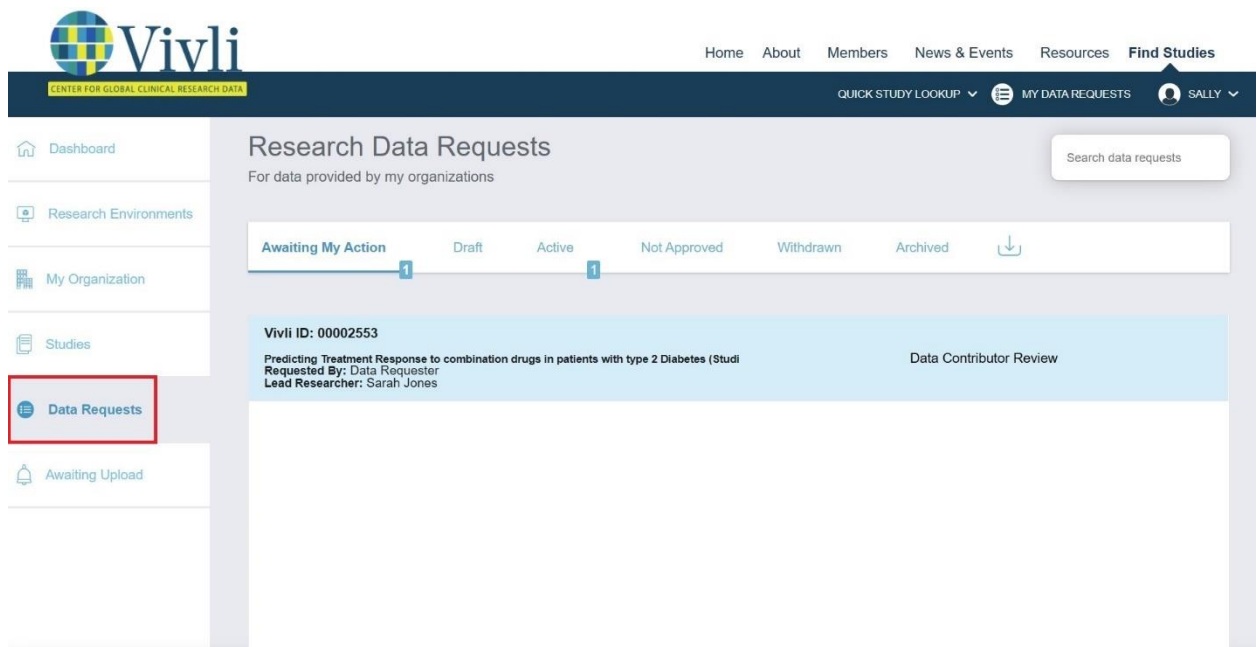 Vivli
CENTER FOR GLOBAL CLINICAL RESEARCH DATA
Home About Members News & Events Resources Find Studies
QUICK STUDY LOOKUP MY DATA REQUESTS SALLY
Dashboard
Research Environments
My Organization
Studies
Data Requests
Awaiting Upload
Research Data Requests
For data provided by my organizations
Search data requests
Awaiting My Action 1 Draft Active 1 Not Approved Withdrawn Archived
Vivli ID: 00002553
Predicting Treatment Response to combination drugs in patients with type 2 Diabetes (Studi
Requested By: Data Requester
Lead Researcher: Sarah Jones
Data Contributor Review